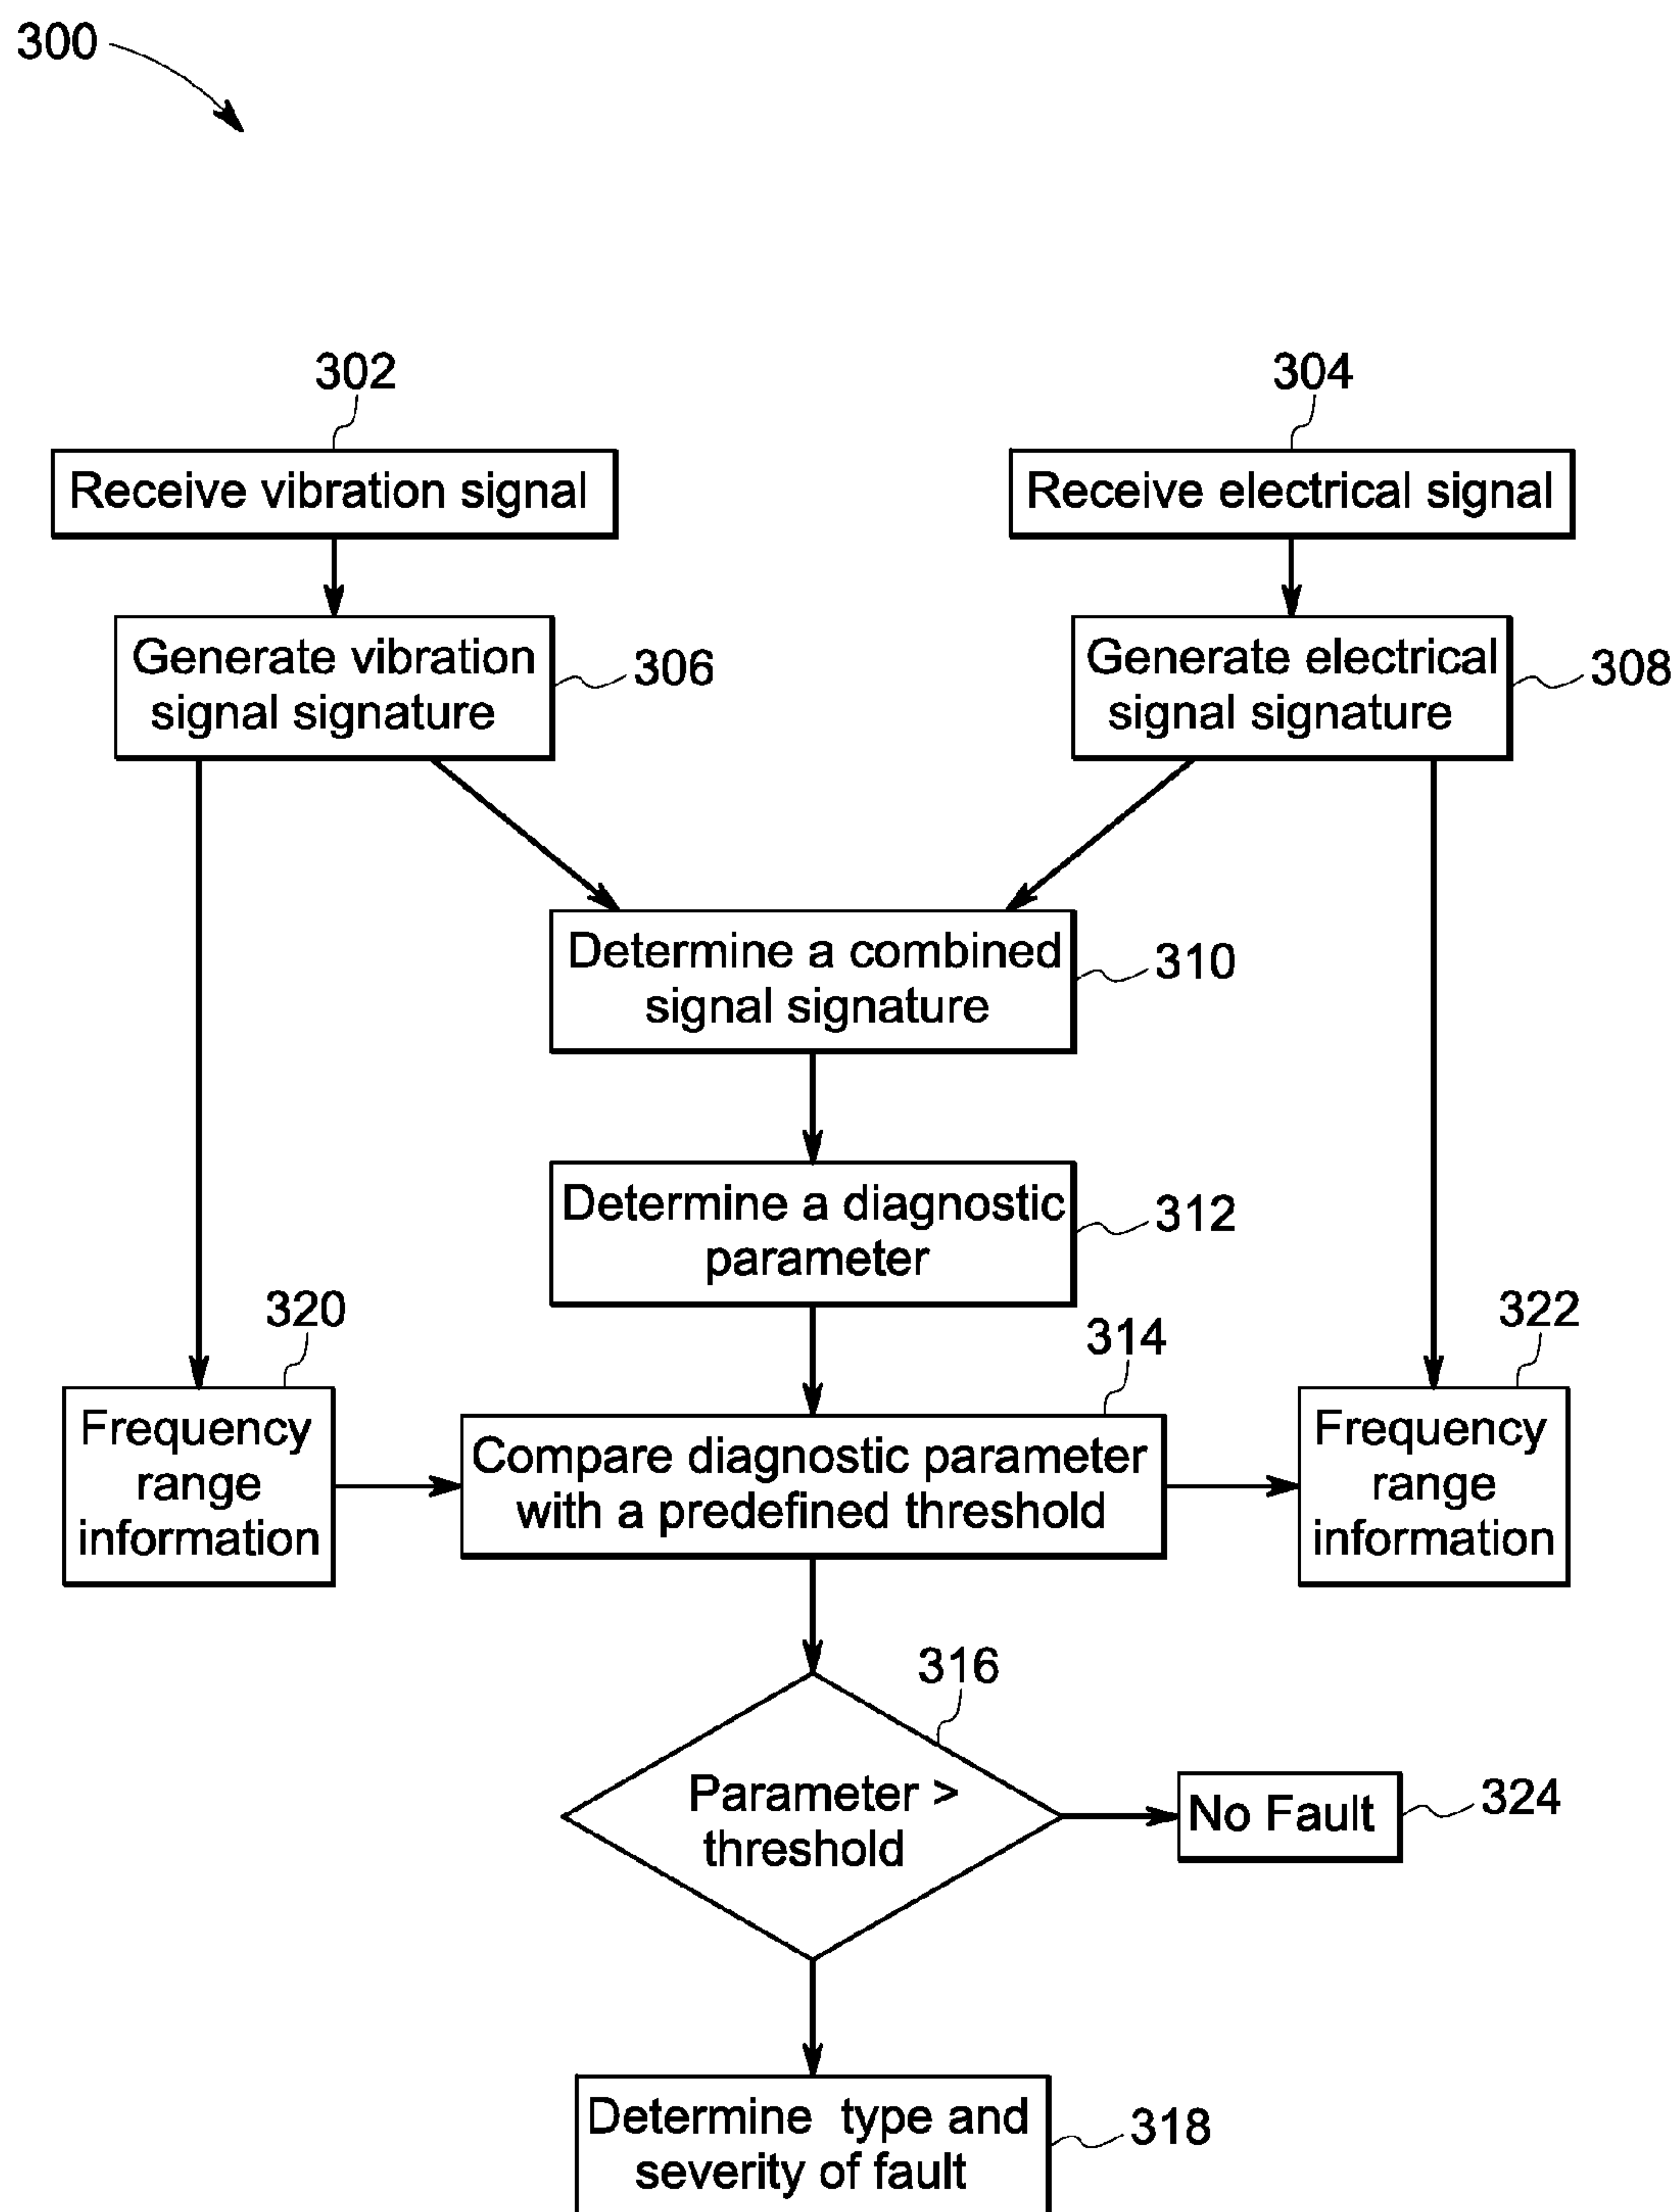 300
302
304
Receive vibration signal
Receive electrical signal
Generate vibration
signal signature
306
Generate electrical
signal signature
308
Determine a combined
signal signature
310
Determine a diagnostic
parameter
312
320
314
322
Frequency
range
information
Compare diagnostic parameter
with a predefined threshold
Frequency
range
information
316
Parameter >
threshold
No Fault
324
Determine type and
severity of fault
318